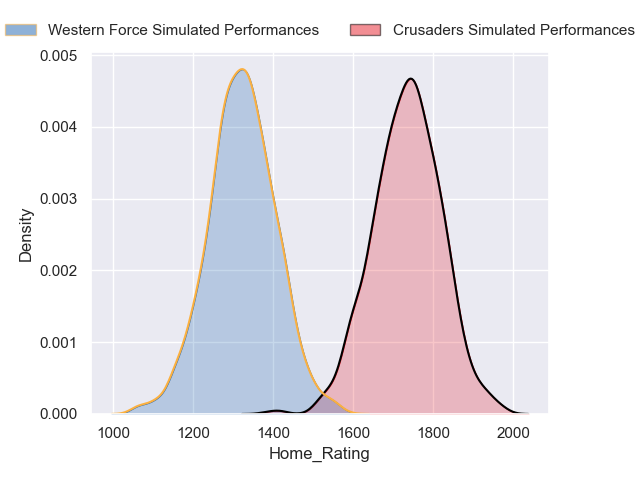 Western Force Simulated Performances
Crusaders Simulated Performances
0.005
0.004
0.003
0.002
0.001
0.000
Density
1000 1200 1400 1600 1800 2000
Home_Rating